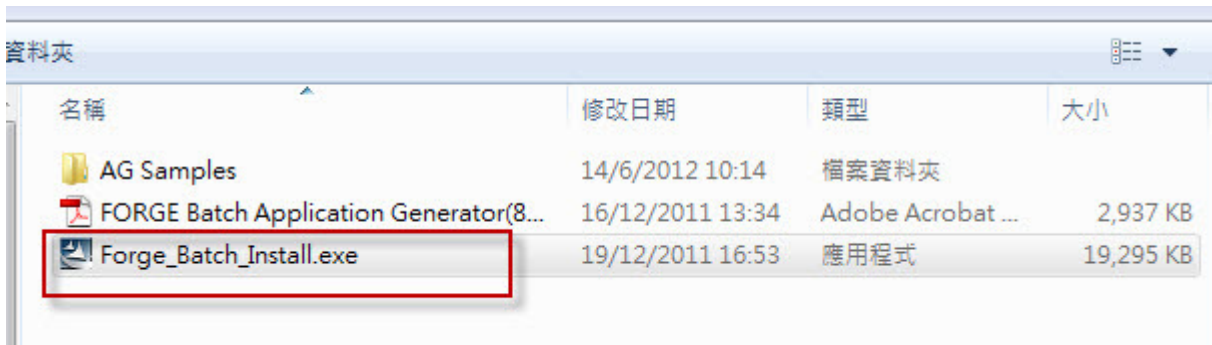 資料夾
名稱 修改日期 類型 大小
AG Samples 14/6/2012 10:14 檔案資料夾
FORGE Batch Application Generator(8... 16/12/2011 13:34 Adobe Acrobat ... 2,937 KB
Forge_Batch_Install.exe 19/12/2011 16:53 應用程式 19,295 KB